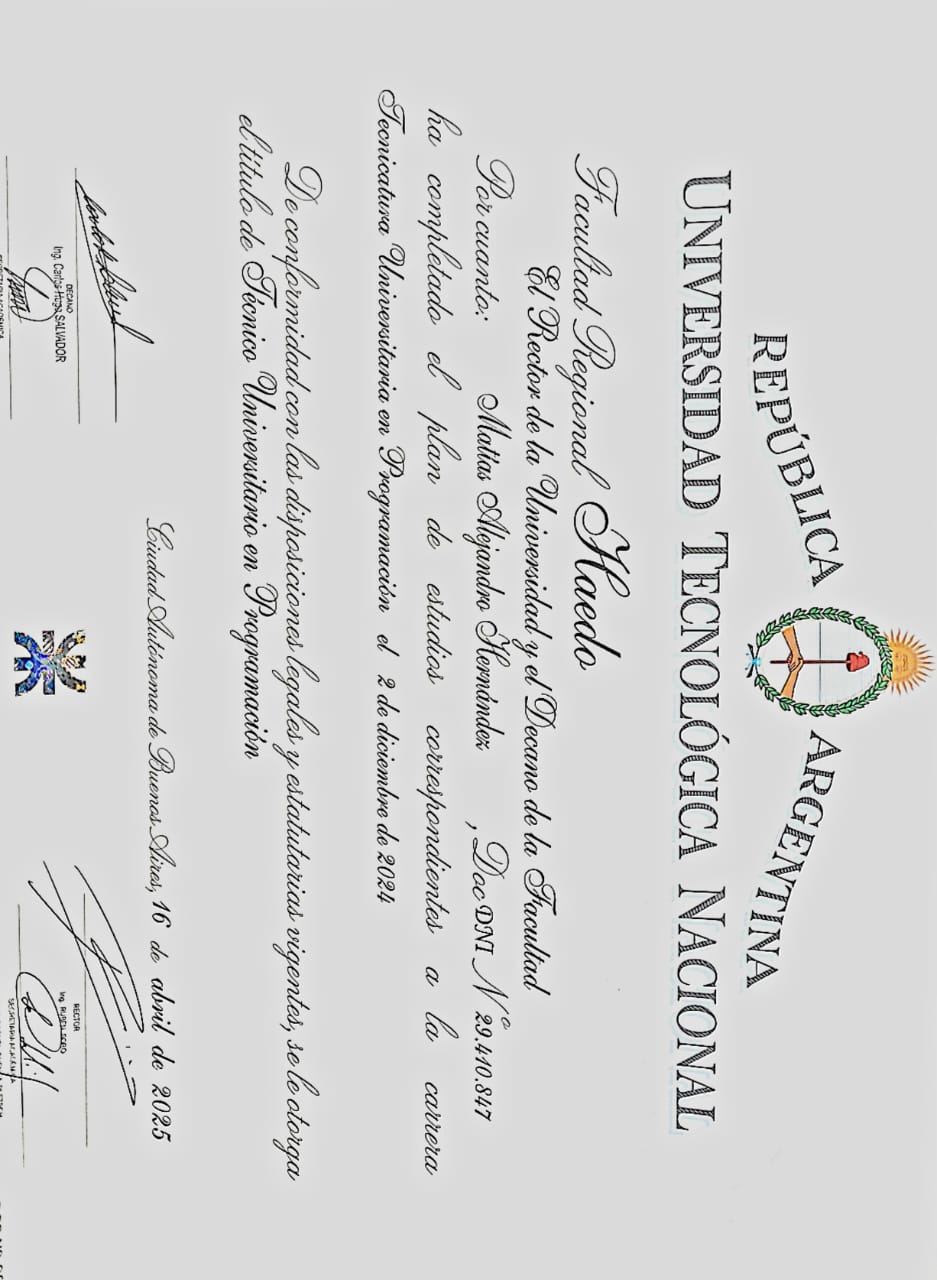 REPÚBLICA ARGENTINA
UNIVERSIDAD TECNOLÓGICA NACIONAL
Facultad Regional Haedo
El Rector de la Universidad y el Decano de la Facultad
Por cuanto: Matías Alejandro Hernández , Doc DNI Nº 29.410.847
ha completado el plan de estudios correspondientes a la carrera
Tecnicatura Universitaria en Programación el 2 de diciembre de 2024
De conformidad con las disposiciones legales y estatutarias vigentes, se le otorga
el título de Técnico Universitario en Programación
Ciudad Autónoma de Buenos Aires, 16 de abril de 2025
DECANO
Ing. Carlos Hugo SALVADOR
SECRETARIA ACADÉMICA
RECTOR
Ing. RUBEN SORO
SECRETARIA ACADÉMICA